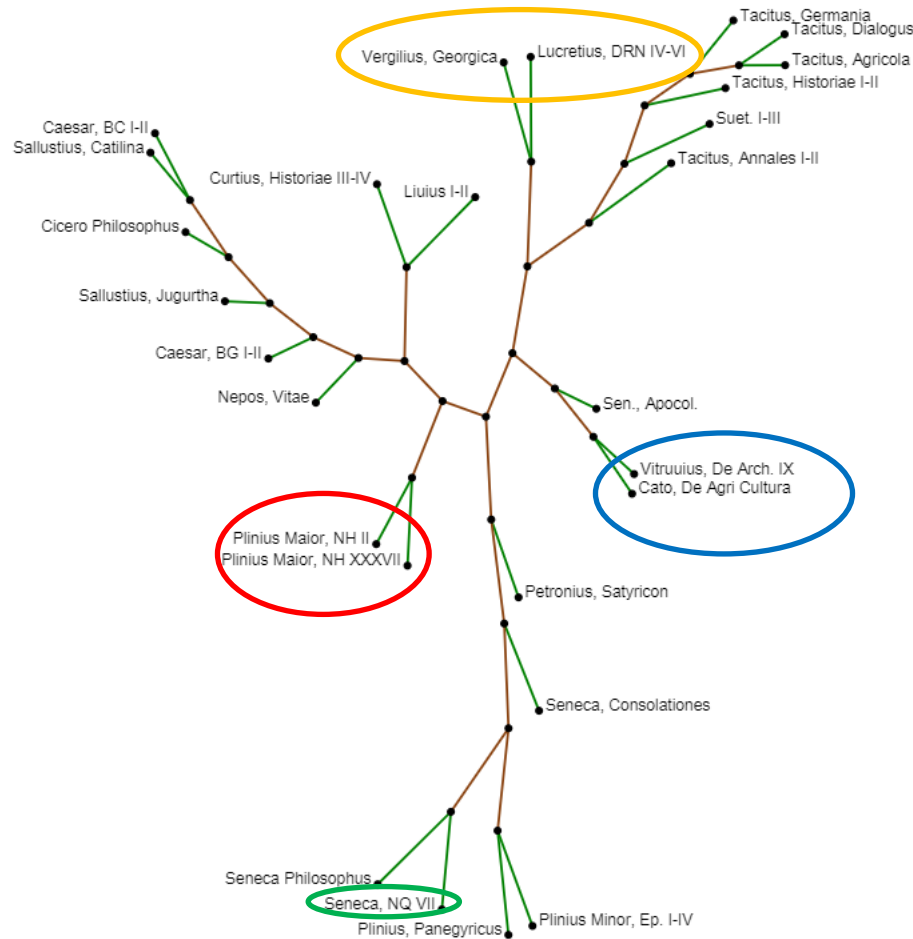 Tacitus, Germania
Tacitus, Dialogus
Vergilius, Georgica
Lucretius, DRN IV-VI
Tacitus, Agricola
Tacitus, Historiae I-II
Suet. I-III
Caesar, BC I-II
Sallustius, Catilina
Tacitus, Annales I-II
Curtius, Historiae III-IV
Liuius I-II
Cicero Philosophus
Sallustius, Jugurtha
Caesar, BG I-II
Nepos, Vitae
Sen., Apocol.
Vitruuius, De Arch. IX
Cato, De Agri Cultura
Plinius Maior, NH II
Plinius Maior, NH XXXVII
Petronius, Satyricon
Seneca, Consolationes
Seneca Philosophus
Seneca, NQ VII
Plinius, Panegyricus
Plinius Minor, Ep. I-IV